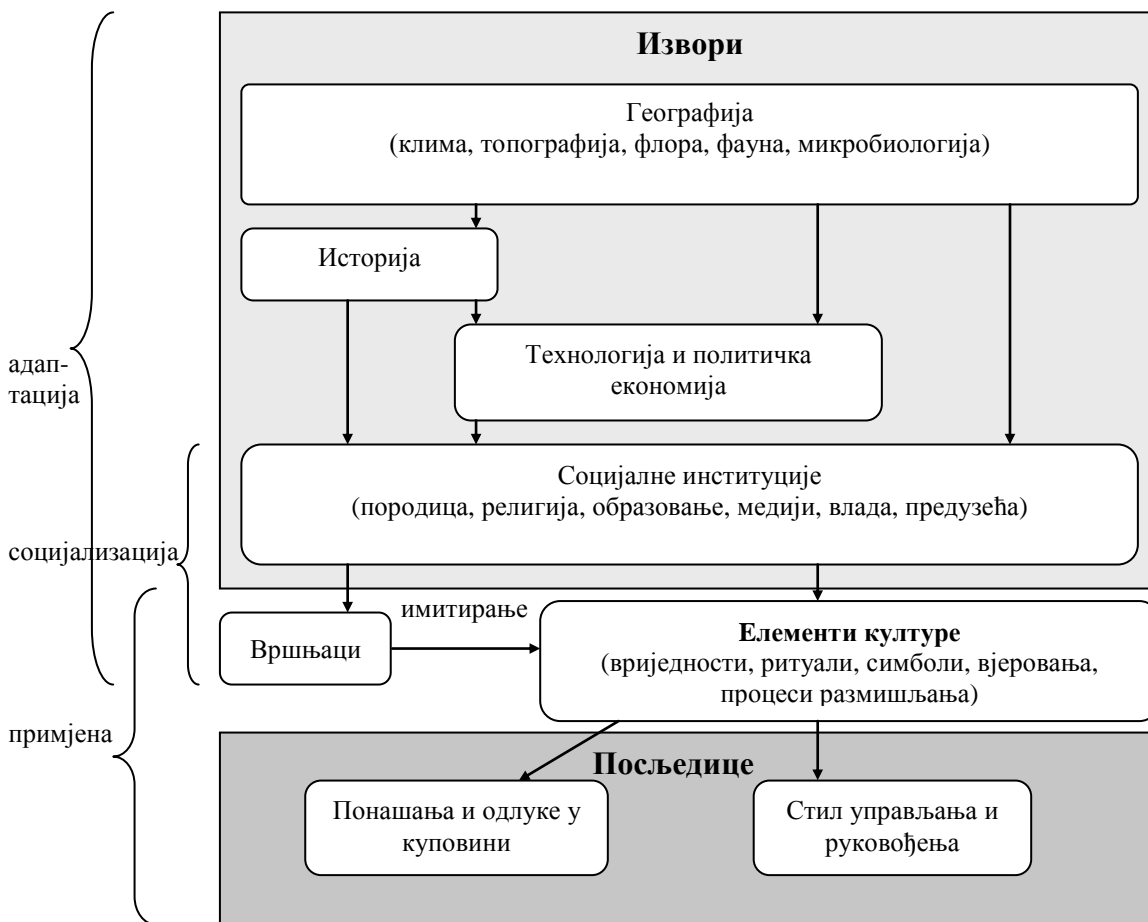 Извори
Географија
(клима, топографија, флора, фауна, микробиологија)
Историја
Технологија и политичка
економија
адап-
тација
Социјалне институције
(породица, религија, образовање, медији, влада, предузећа)
социјализација
имитирање
Вршњаци
Елементи културе
(вриједности, ритуали, симболи, вјеровања,
процеси размишљања)
примјена
Посљедице
Понашања и одлуке у
куповини
Стил управљања и
руковођења